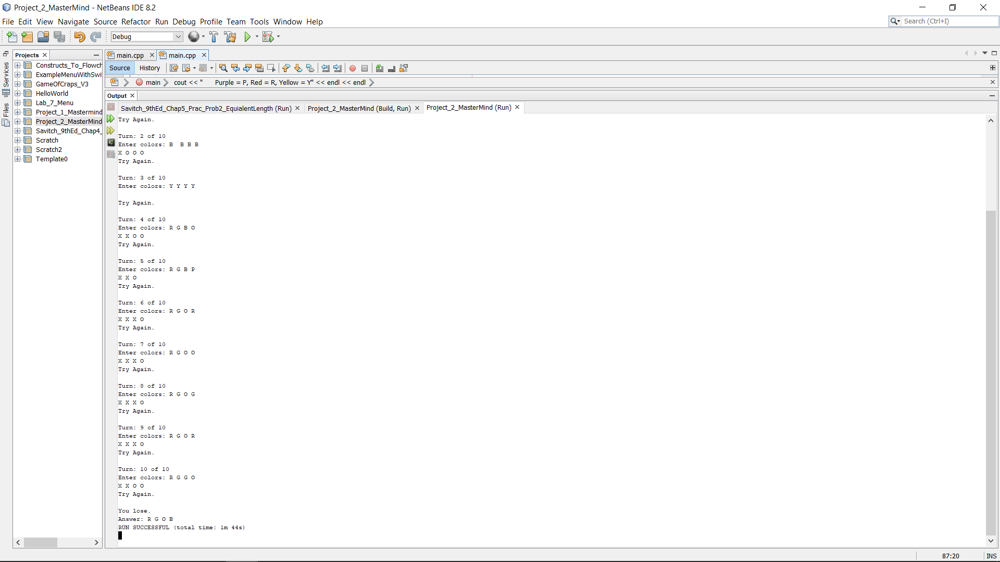 Project_2_MasterMind - NetBeans IDE 8.2
File Edit View Navigate Source Refactor Run Debug Profile Team Tools Window Help
Search (Ctrl+I)
Debug
Services
Files
Projects
Constructs_To_Flowch
ExampleMenuWithSwi
GameOfCraps_V3
HelloWorld
Lab_7_Menu
Project_1_Mastermind
Project_2_MasterMind
Savitch_9thEd_Chap4_
Scratch
Scratch2
Template0
main.cpp main.cpp
Source History
main cout << " Purple = P, Red = R, Yellow = Y" << endl << endl
Output
Savitch_9thEd_Chap5_Prac_Prob2_EquialentLength (Run) Project_2_MasterMind (Build, Run) Project_2_MasterMind (Run)
Try Again.
Turn: 2 of 10
Enter colors: B  B B B
X O O O
Try Again.
Turn: 3 of 10
Enter colors: Y Y Y Y
Try Again.
Turn: 4 of 10
Enter colors: R G B O
X X O O
Try Again.
Turn: 5 of 10
Enter colors: R G B P
X X O
Try Again.
Turn: 6 of 10
Enter colors: R G O R
X X X O
Try Again.
Turn: 7 of 10
Enter colors: R G O O
X X X O
Try Again.
Turn: 8 of 10
Enter colors: R G O G
X X X O
Try Again.
Turn: 9 of 10
Enter colors: R G O R
X X X O
Try Again.
Turn: 10 of 10
Enter colors: R G G O
X X O O
Try Again.
You lose.
Answer: R G O B
RUN SUCCESSFUL (total time: 1m 44s)
87:20 INS